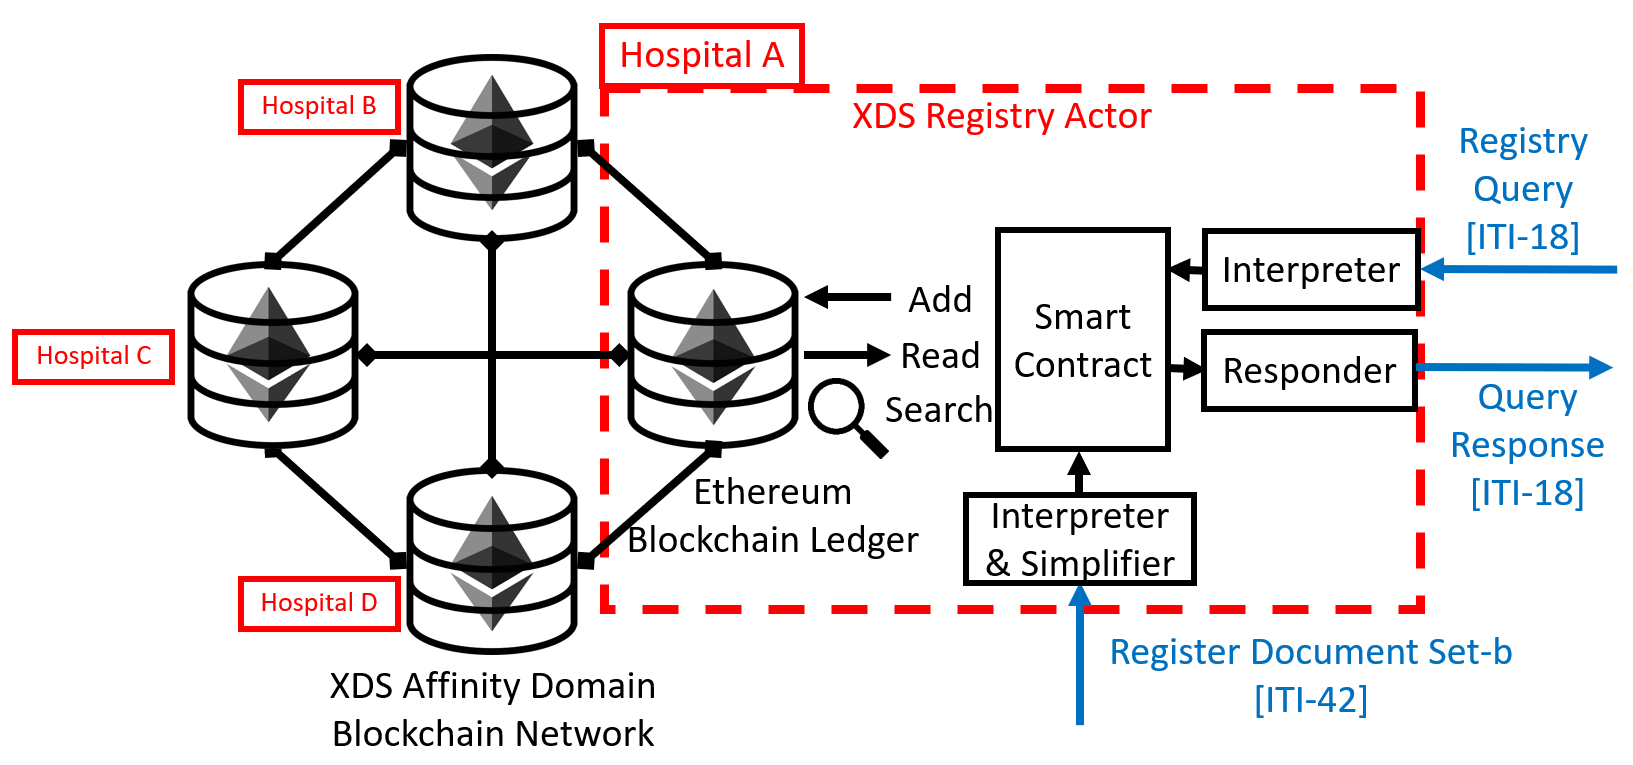 Hospital A
Hospital B
XDS Registry Actor
Registry
Query
[ITI-18]
Interpreter
Add
Smart
Contract
Hospital C
Read
Responder
Search
Query
Response
[ITI-18]
Ethereum
Blockchain Ledger
Interpreter
& Simplifier
Hospital D
Register Document Set-b
[ITI-42]
XDS Affinity Domain
Blockchain Network